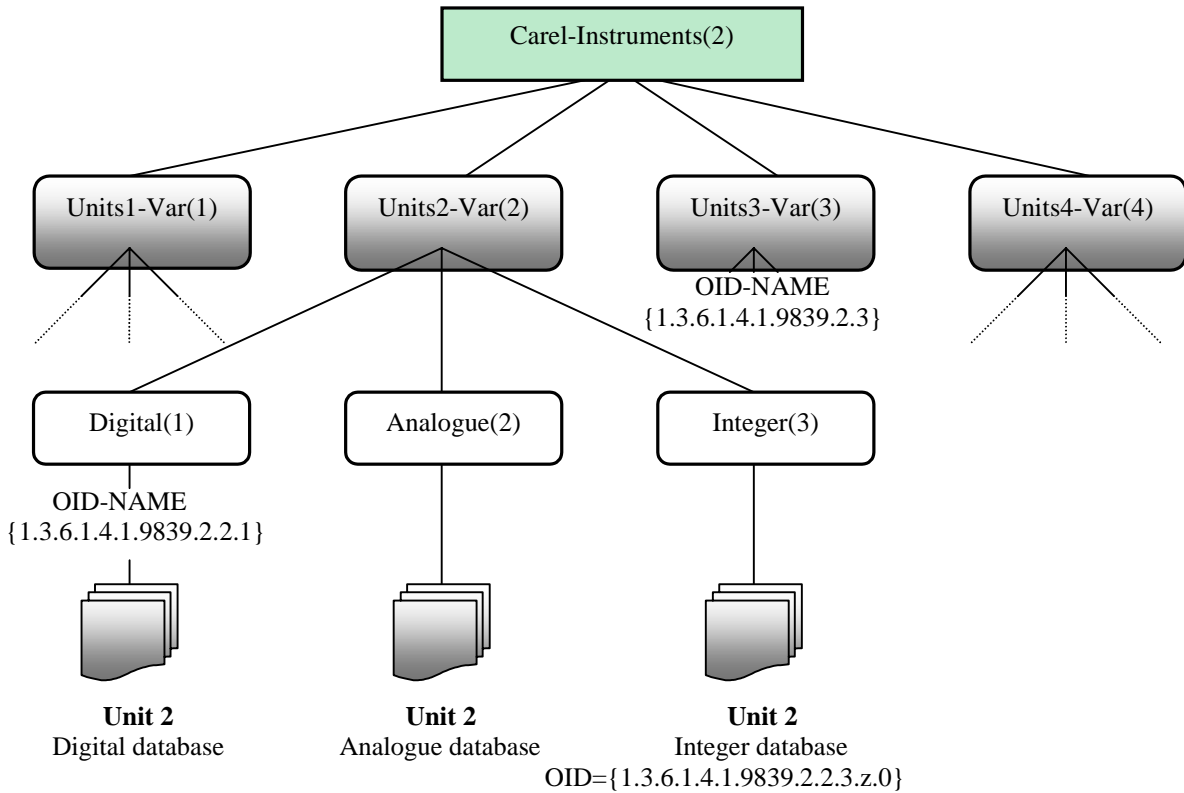 Carel-Instruments(2)
Units1-Var(1)
Units2-Var(2)
Units3-Var(3)
Units4-Var(4)
OID-NAME
{1.3.6.1.4.1.9839.2.3}
Digital(1)
Analogue(2)
Integer(3)
OID-NAME
{1.3.6.1.4.1.9839.2.2.1}
Unit 2
Digital database
Unit 2
Analogue database
Unit 2
Integer database
OID={1.3.6.1.4.1.9839.2.2.3.z.0}